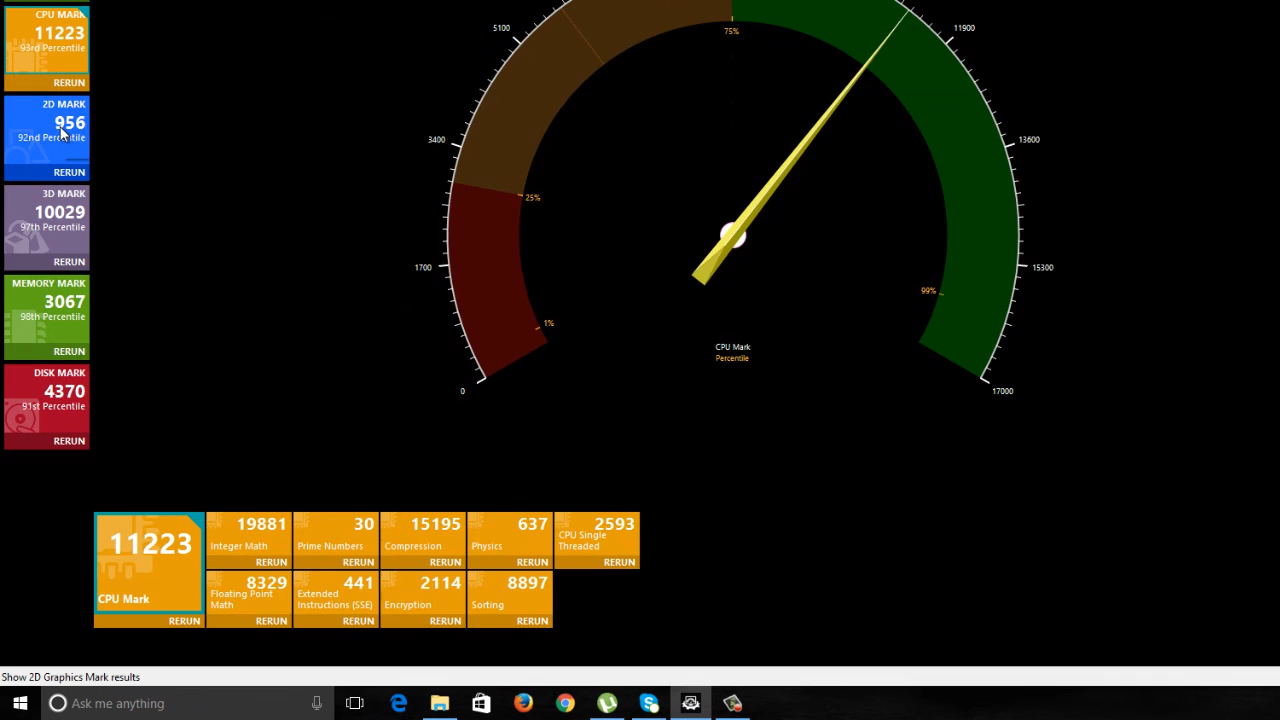 CPU MARK
11223
93rd Percentile
RERUN
2D MARK
956
92nd Percentile
RERUN
3D MARK
10029
97th Percentile
RERUN
MEMORY MARK
3067
98th Percentile
RERUN
DISK MARK
4370
91st Percentile
RERUN
5100
75%
11900
3400
13600
25%
1700
15300
99%
1%
CPU Mark
Percentile
0
17000
11223
CPU Mark
RERUN
19881
Integer Math
RERUN
30
Prime Numbers
RERUN
15195
Compression
RERUN
637
Physics
RERUN
2593
CPU Single
Threaded
RERUN
8329
Floating Point
Math
RERUN
441
Extended
Instructions (SSE)
RERUN
2114
Encryption
RERUN
8897
Sorting
RERUN
Show 2D Graphics Mark results
Ask me anything